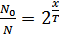 N₀/N = 2^(x/T)